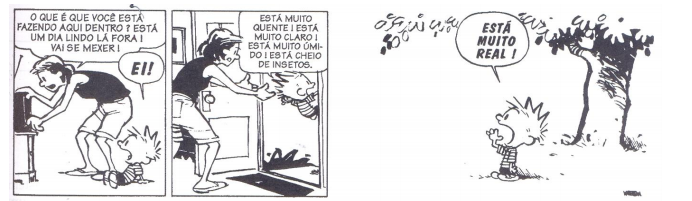 O QUE É QUE VOCÊ ESTÁ
FAZENDO AQUI DENTRO? ESTÁ
UM DIA LINDO LÁ FORA!
VAI SE MEXER!
EI!
ESTÁ MUITO
QUENTE! ESTÁ
MUITO CLARO!
ESTÁ MUITO ÚMI-
DO! ESTÁ CHEIO
DE INSETOS.
ESTÁ
MUITO
REAL!